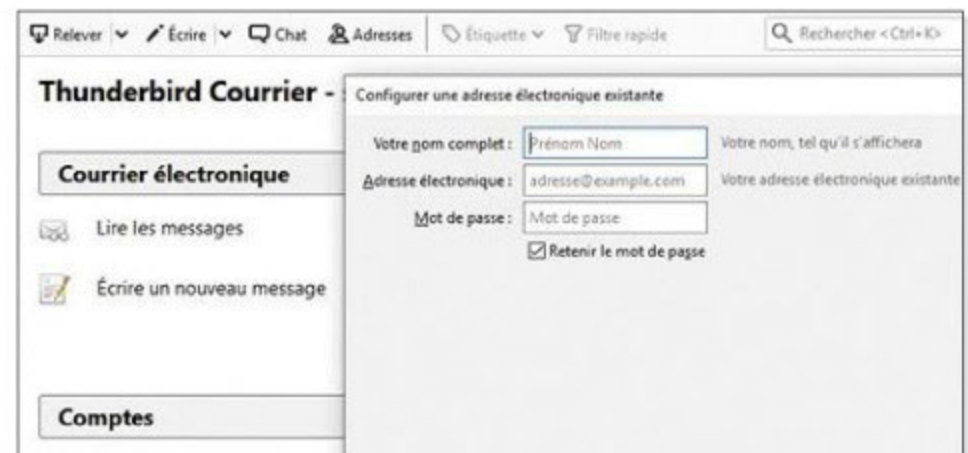 Relever Écrire Chat Adresses Étiquette Filtre rapide Rechercher <Ctrl+K>
Thunderbird Courrier -
Configurer une adresse électronique existante
Votre nom complet : Prénom Nom Votre nom, tel qu'il s'affichera
Courrier électronique
Adresse électronique : adresse@example.com Votre adresse électronique existante
Mot de passe : Mot de passe
Lire les messages
Retenir le mot de passe
Écrire un nouveau message
Comptes